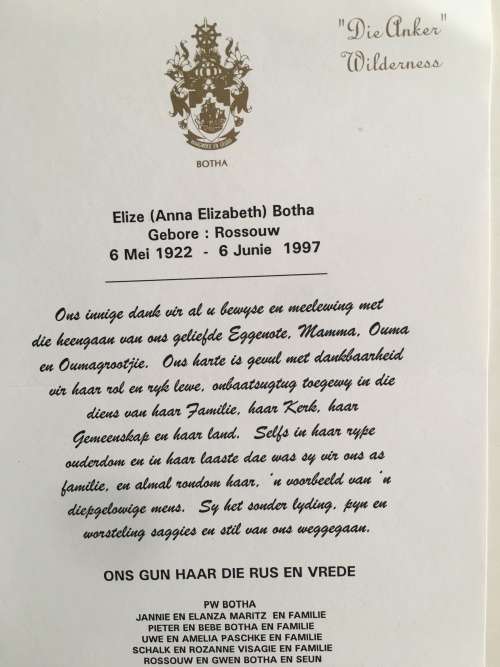 "Die Anker"
Wilderness
BOTHA
Elize (Anna Elizabeth) Botha
Gebore : Rossouw
6 Mei 1922 - 6 Junie 1997
Ons innige dank vir al u bewyse en meelewing met
die heengaan van ons geliefde Eggenote, Mamma, Ouma
en Oumagrootjie. Ons harte is gevul met dankbaarheid
vir haar rol en ryk lewe, onbaatsugtug toegewy in die
diens van haar Familie, haar Kerk, haar
Gemeenskap en haar land. Selfs in haar rype
ouderdom en in haar laaste dae was sy vir ons as
familie, en almal rondom haar, 'n voorbeeld van 'n
diepgelowige mens. Sy het sonder lyding, pyn en
worsteling saggies en stil van ons weggegaan.
ONS GUN HAAR DIE RUS EN VREDE
PW BOTHA
JANNIE EN ELANZA MARITZ EN FAMILIE
PIETER EN BEBE BOTHA EN FAMILIE
UWE EN AMELIA PASCHKE EN FAMILIE
SCHALK EN ROZANNE VISAGIE EN FAMILIE
ROSSOUW EN GWEN BOTHA EN SEUN